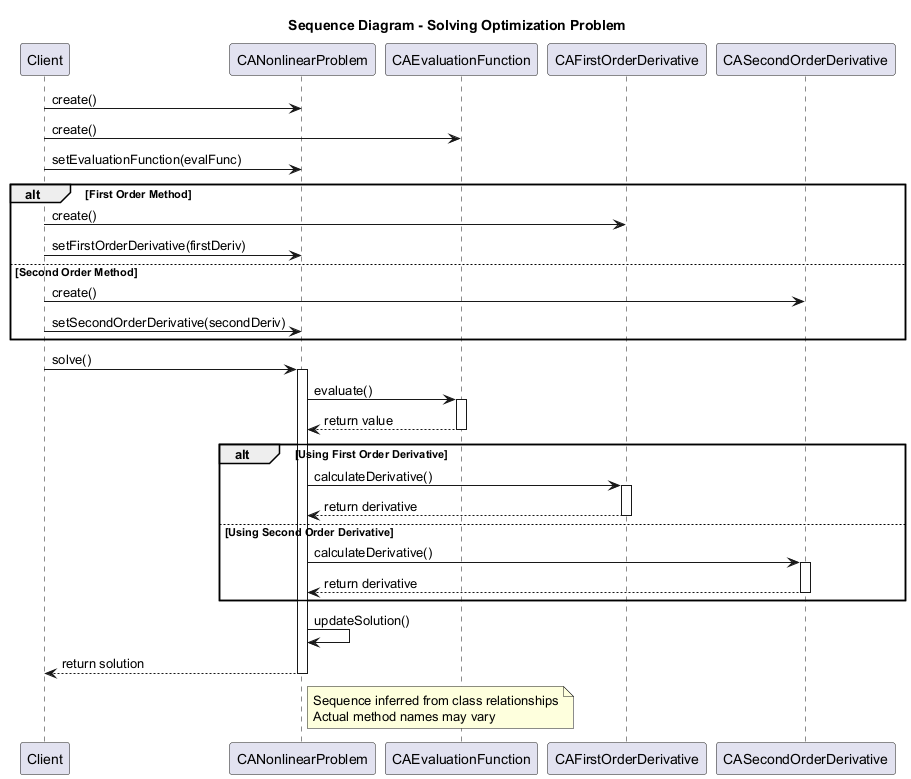 Sequence Diagram - Solving Optimization Problem
Client
CANonlinearProblem
CAEvaluationFunction
CAFirstOrderDerivative
CASecondOrderDerivative
create()
create()
setEvaluationFunction(evalFunc)
alt
[First Order Method]
create()
setFirstOrderDerivative(firstDeriv)
[Second Order Method]
create()
setSecondOrderDerivative(secondDeriv)
solve()
evaluate()
return value
alt
[Using First Order Derivative]
calculateDerivative()
return derivative
[Using Second Order Derivative]
calculateDerivative()
return derivative
updateSolution()
return solution
Sequence inferred from class relationships
Actual method names may vary
Client
CANonlinearProblem
CAEvaluationFunction
CAFirstOrderDerivative
CASecondOrderDerivative